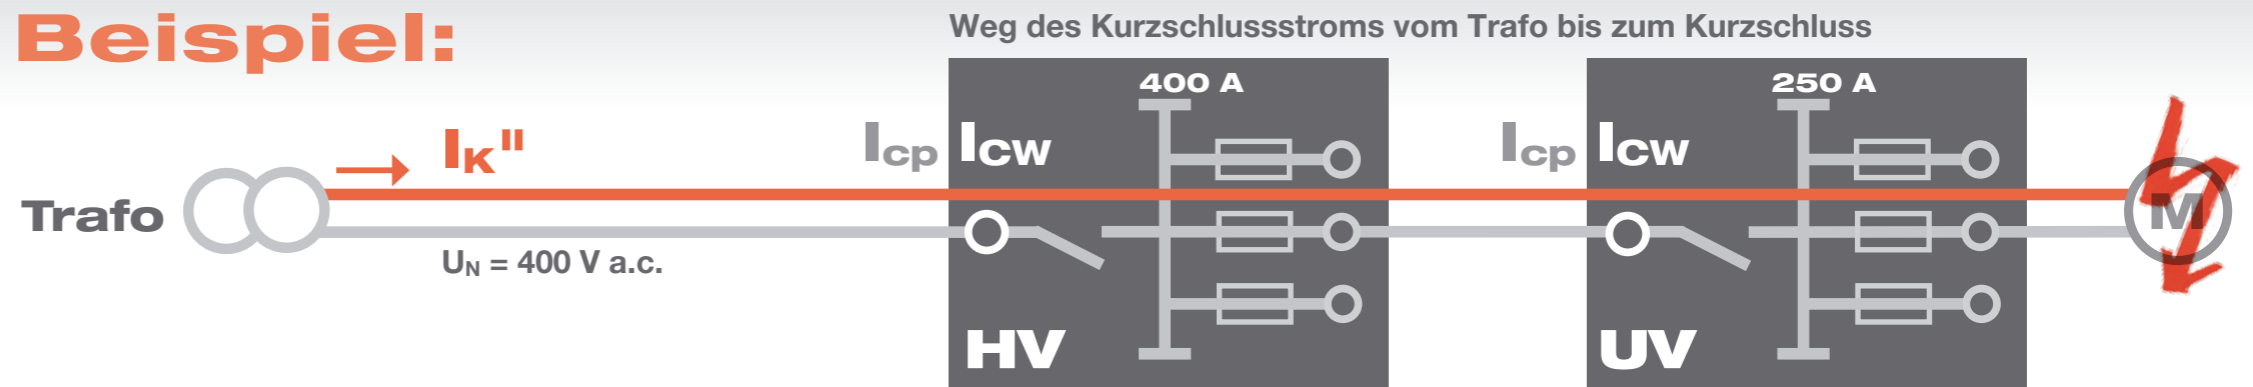 Beispiel:
Weg des Kurzschlussstroms vom Trafo bis zum Kurzschluss
400 A
250 A
IK"
Icp
Icw
Icp
Icw
Trafo
M
UN = 400 V a.c.
HV
UV